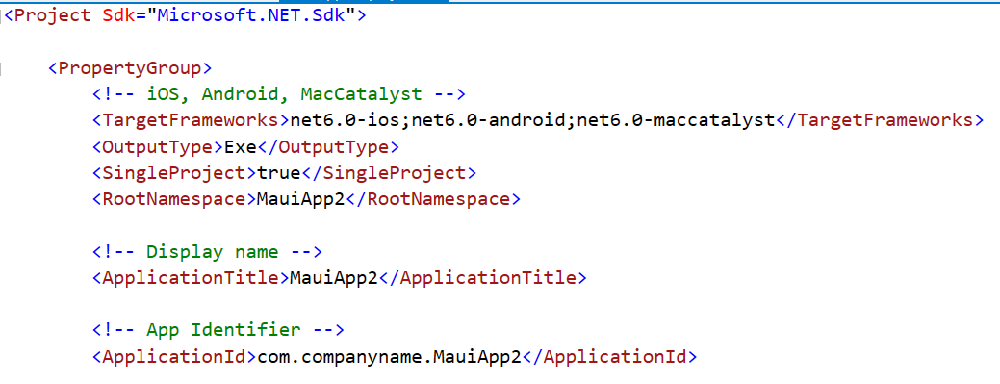 <Project Sdk="Microsoft.NET.Sdk">
<PropertyGroup>
<!-- iOS, Android, MacCatalyst -->
<TargetFrameworks>net6.0-ios;net6.0-android;net6.0-maccatalyst</TargetFrameworks>
<OutputType>Exe</OutputType>
<SingleProject>true</SingleProject>
<RootNamespace>MauiApp2</RootNamespace>
<!-- Display name -->
<ApplicationTitle>MauiApp2</ApplicationTitle>
<!-- App Identifier -->
<ApplicationId>com.companyname.MauiApp2</ApplicationId>